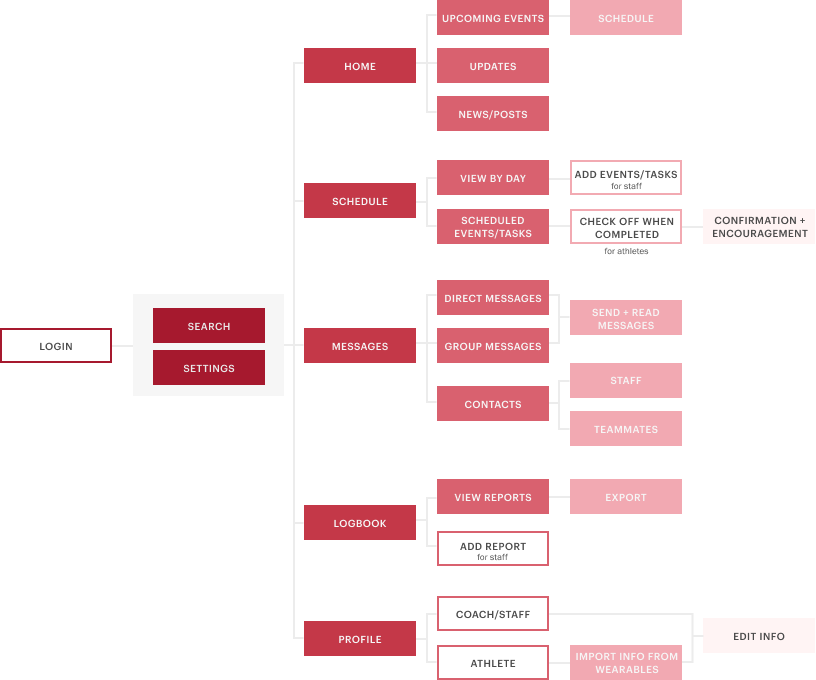 UPCOMING EVENTS
SCHEDULE
HOME
UPDATES
NEWS/POSTS
VIEW BY DAY
ADD EVENTS/TASKS
for staff
SCHEDULE
SCHEDULED
EVENTS/TASKS
CHECK OFF WHEN
COMPLETED
for athletes
CONFIRMATION +
ENCOURAGEMENT
LOGIN
SEARCH
SETTINGS
MESSAGES
DIRECT MESSAGES
GROUP MESSAGES
SEND + READ
MESSAGES
CONTACTS
STAFF
TEAMMATES
LOGBOOK
VIEW REPORTS
EXPORT
ADD REPORT
for staff
PROFILE
COACH/STAFF
ATHLETE
IMPORT INFO FROM
WEARABLES
EDIT INFO